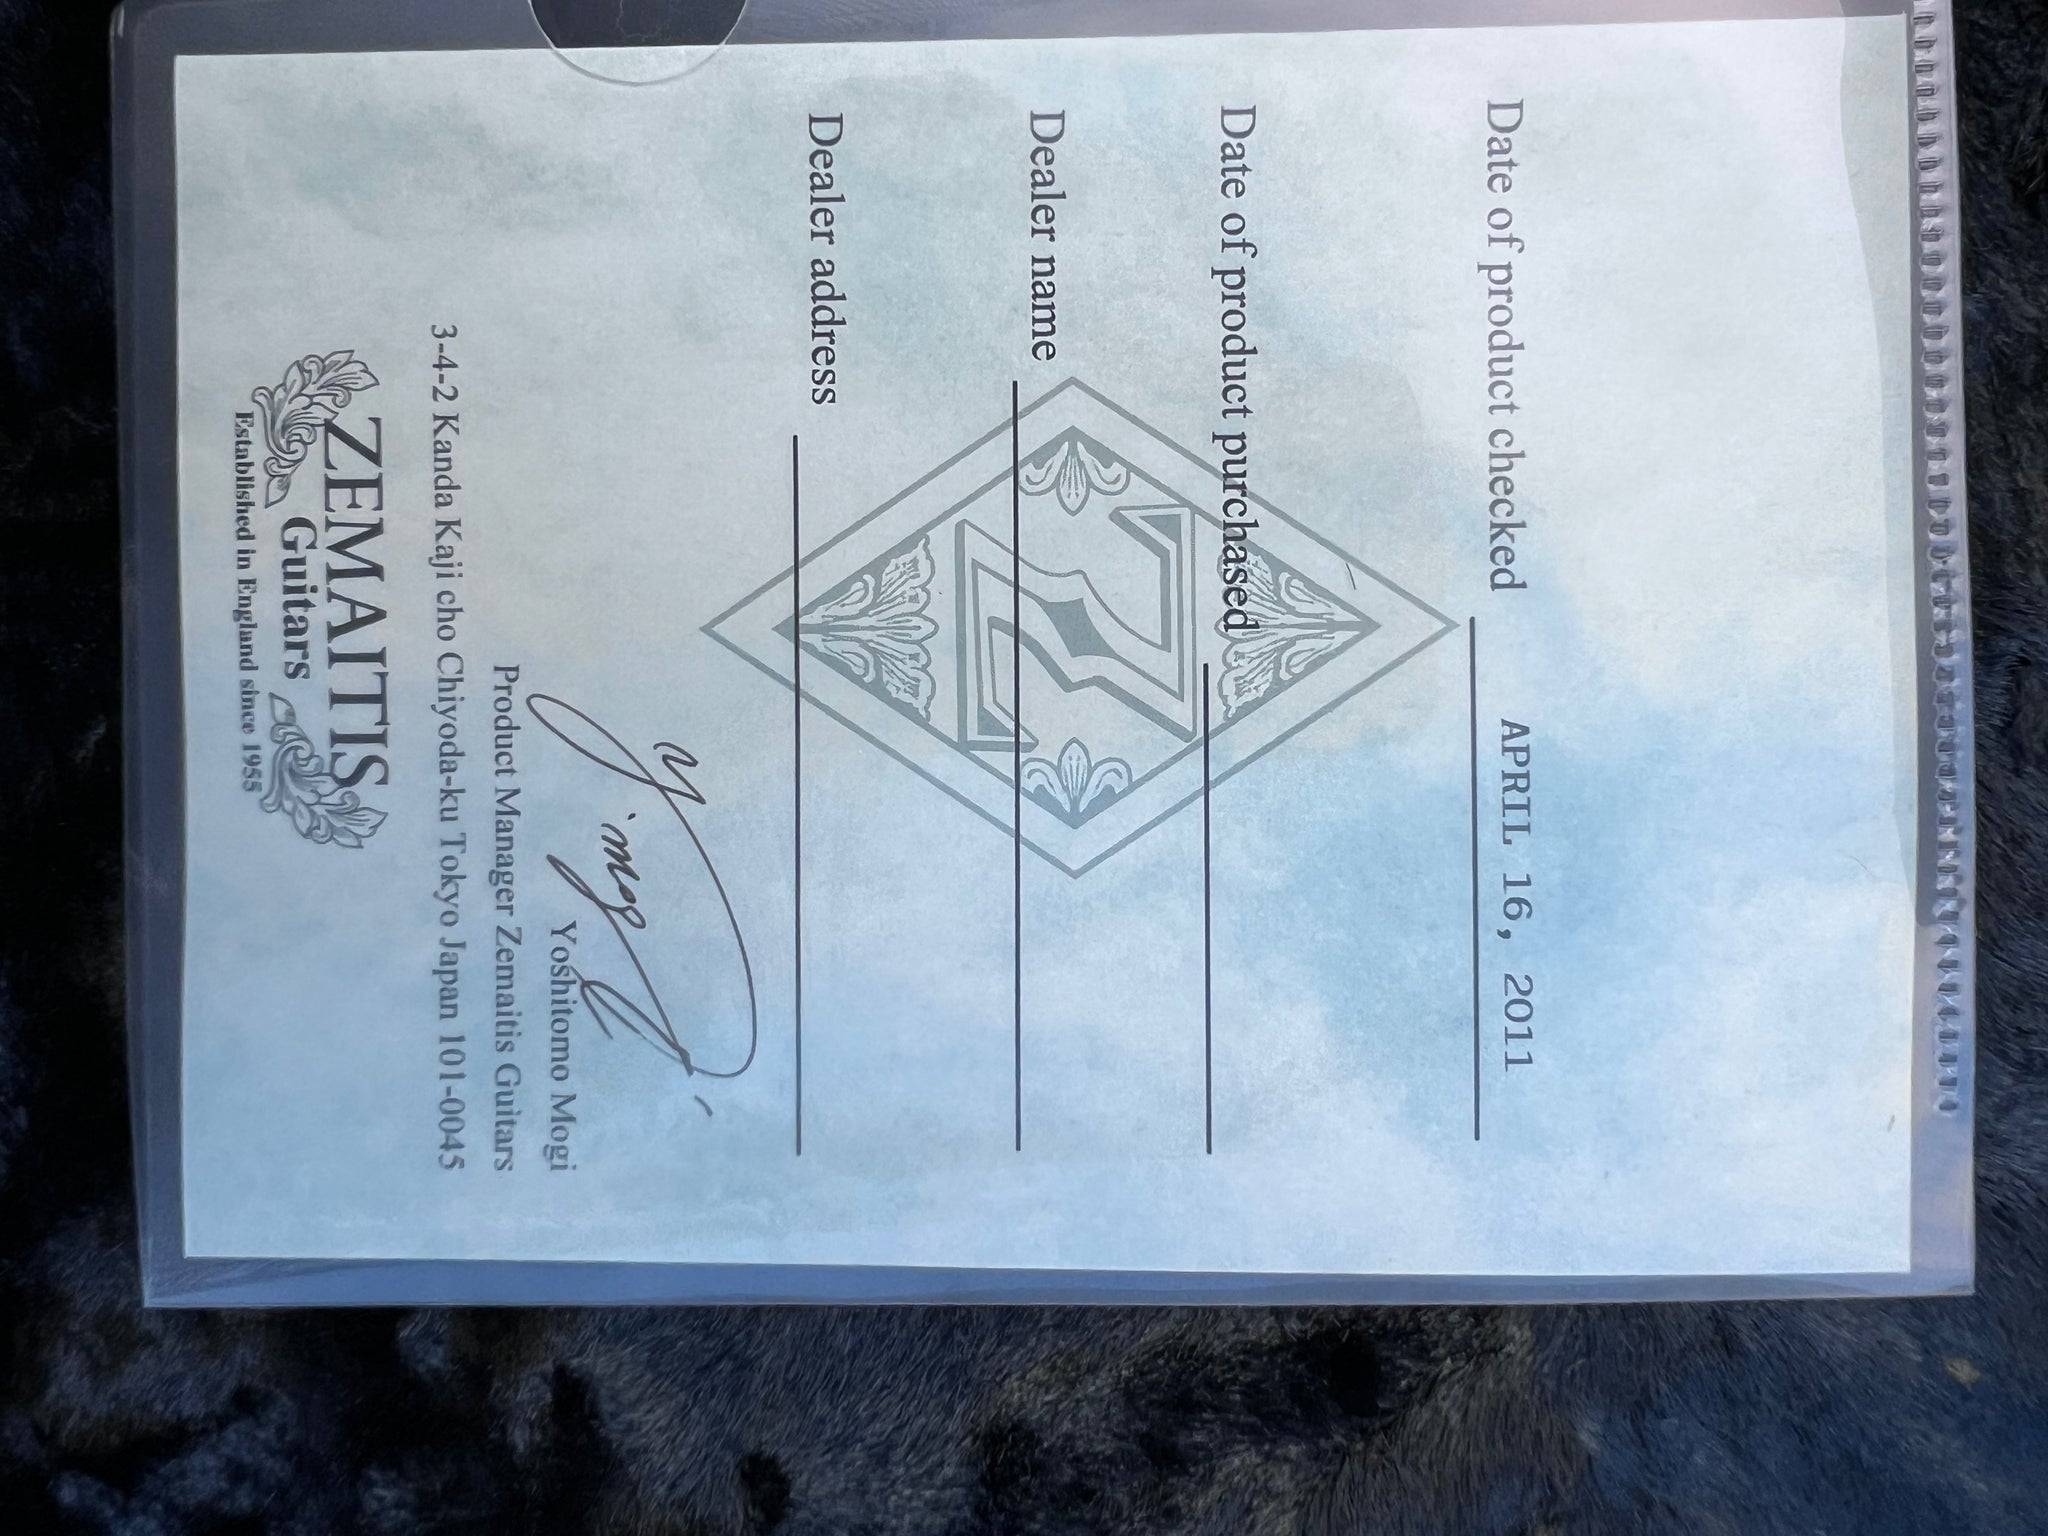 Date of product checked APRIL 16, 2011
Date of product purchased
Dealer name
Dealer address
Yoshitomo Mogi
Product Manager Zemaitis Guitars
3-4-2 Kanda Kaji cho Chiyoda-ku Tokyo Japan 101-0045
ZEMAITIS
Guitars
Established in England since 1955